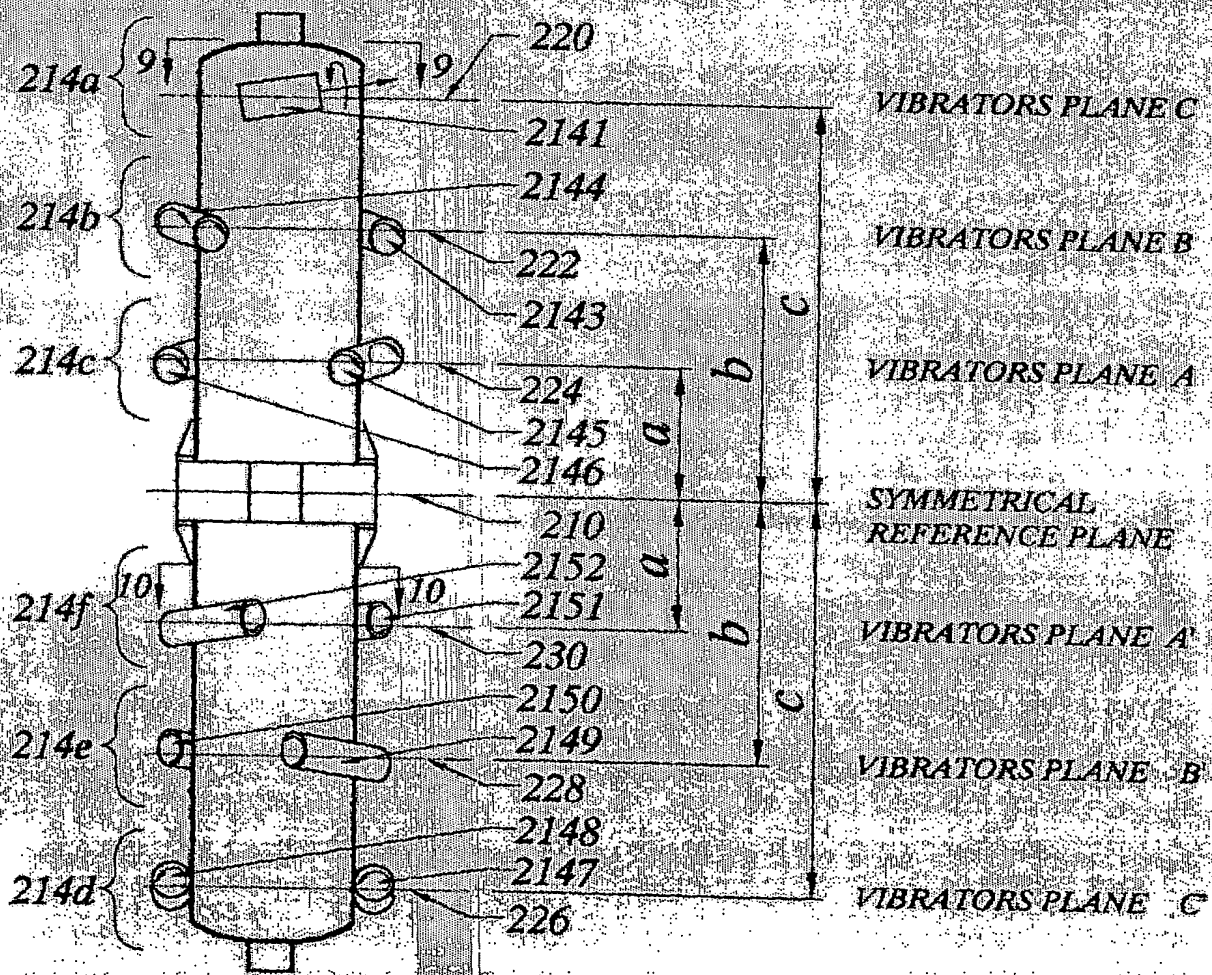 214a
9
9
220
VIBRATORS PLANE C
2141
2144
214b
VIBRATORS PLANE B
222
2143
c
214c
b
VIBRATORS PLANE A
224
2145
a
2146
SYMMETRICAL
REFERENCE PLANE
210
2152
a
214f
10
10
2151
b
VIBRATORS PLANE A'
230
2150
c
214e
2149
VIBRATORS PLANE B'
228
2148
2147
214d
VIBRATORS PLANE C'
226